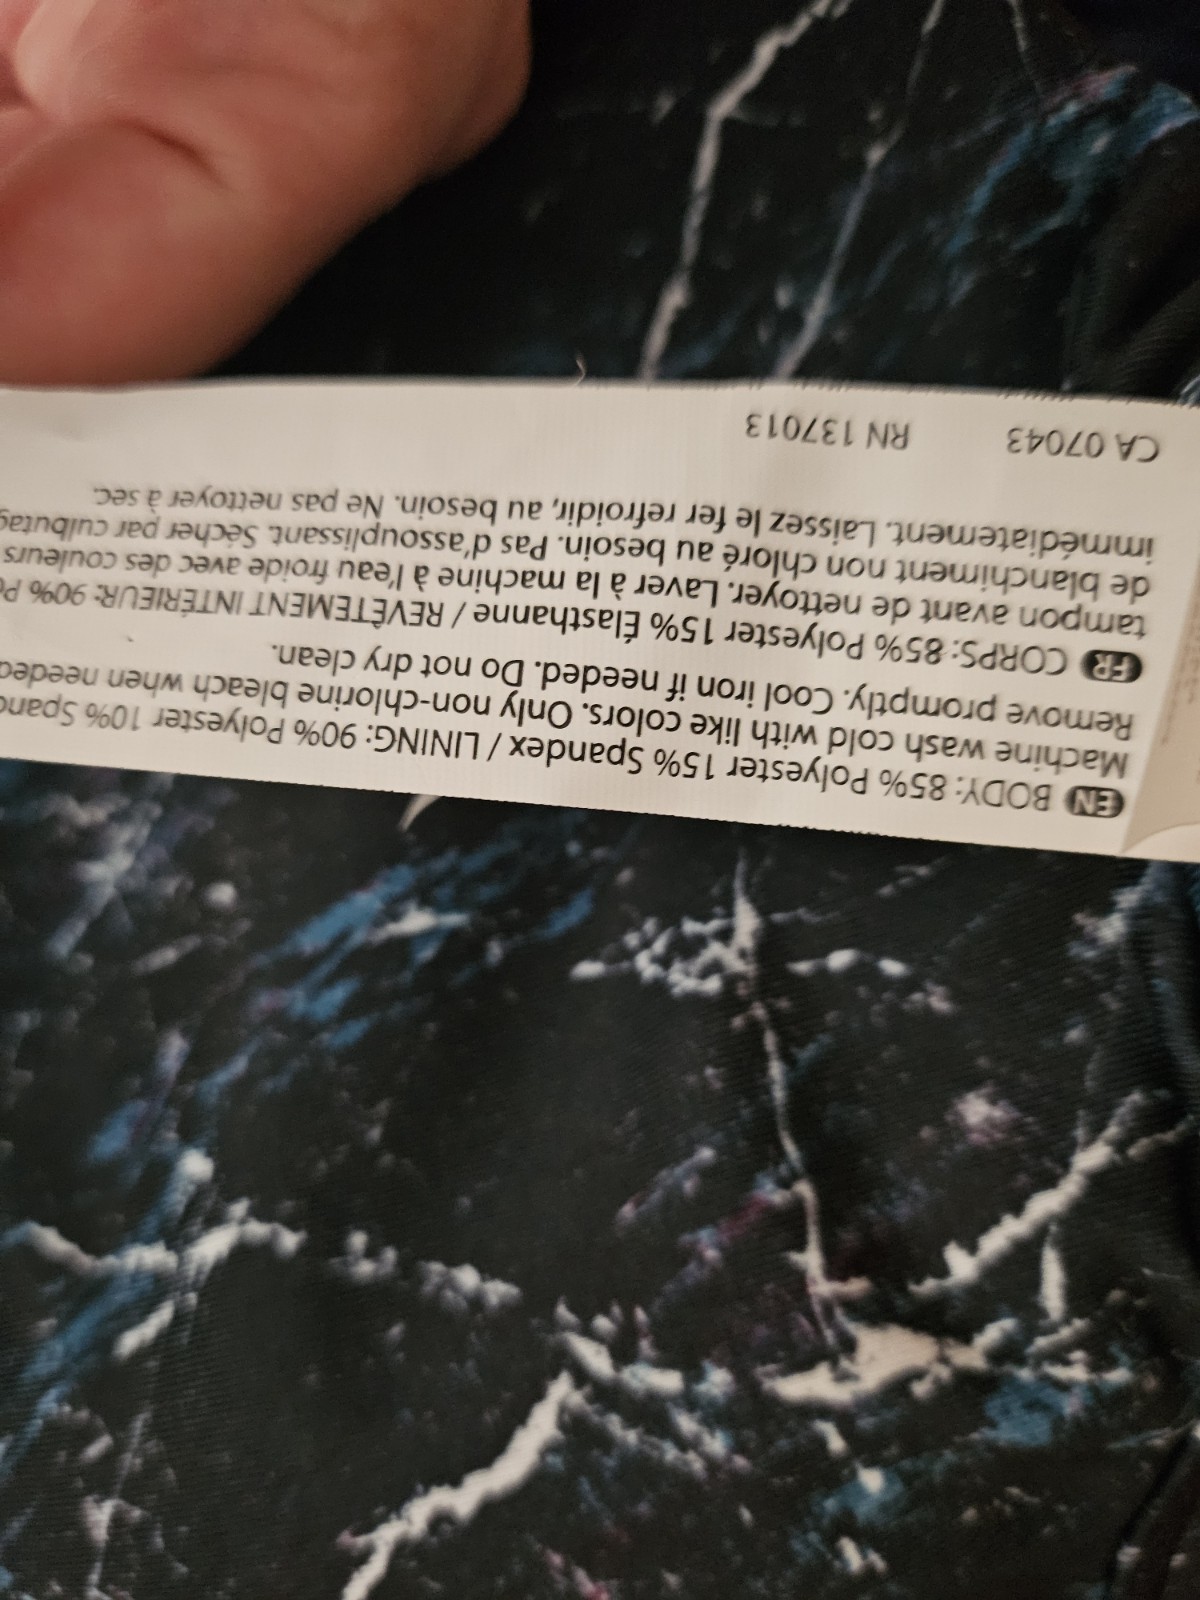 EN BODY: 85% Polyester 15% Spandex / LINING: 90% Polyester 10%
Machine wash cold with like colors. Only non-chlorine bleach when needed
Remove promptly. Cool iron if needed. Do not dry clean.
FR CORPS: 85% Polyester 15% Élasthanne / REVÊTEMENT INTÉRIEUR: 90%
tampon avant de nettoyer. Laver à la machine à l'eau froide avec des couleurs
de blanchiment non chloré au besoin. Pas d'assouplissant. Sécher par
immédiatement. Laissez le fer refroidir, au besoin. Ne pas nettoyer à sec.
CA 07043 RN 137013